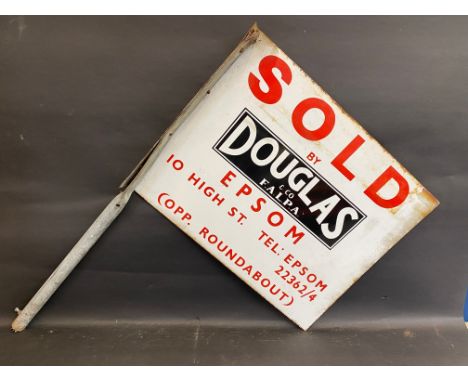 SOLD
BY
DOUGLAS
& CO
F.A.L.P.A.
EPSOM
10 HIGH ST. TEL: EPSOM
22362/4
(OPP. ROUNDABOUT)